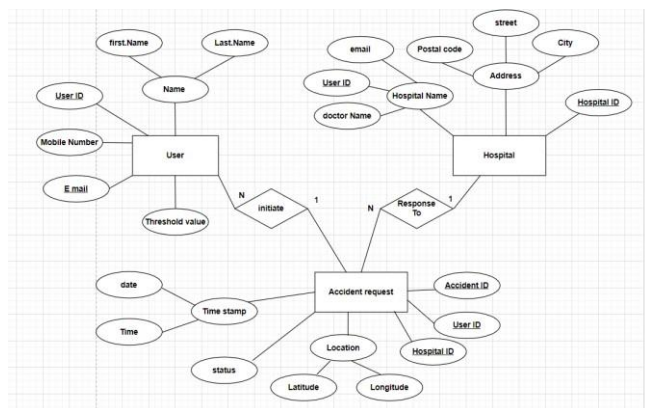 street
first.Name
Last.Name
email
Postal code
City
Name
User ID
Address
User ID
Hospital Name
Hospital ID
doctor Name
Mobile Number
User
Hospital
E mail
N
initiate
1
N
Response
To
1
Threshold value
date
Accident request
Accident ID
Time stamp
Time
User ID
Location
Hospital ID
status
Latitude
Longitude